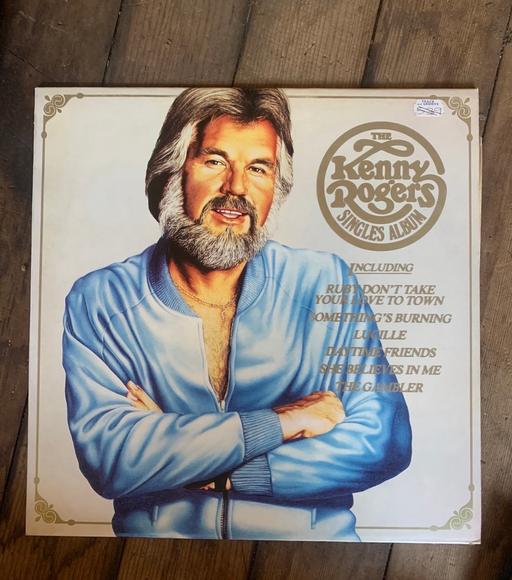 THE
Kenny
Rogers
SINGLES ALBUM
INCLUDING
RUBY DON'T TAKE
YOUR LOVE TO TOWN
SOMETHING'S BURNING
LUCILLE
DAYTIME FRIENDS
SHE BELIEVES IN ME
THE GAMBLER